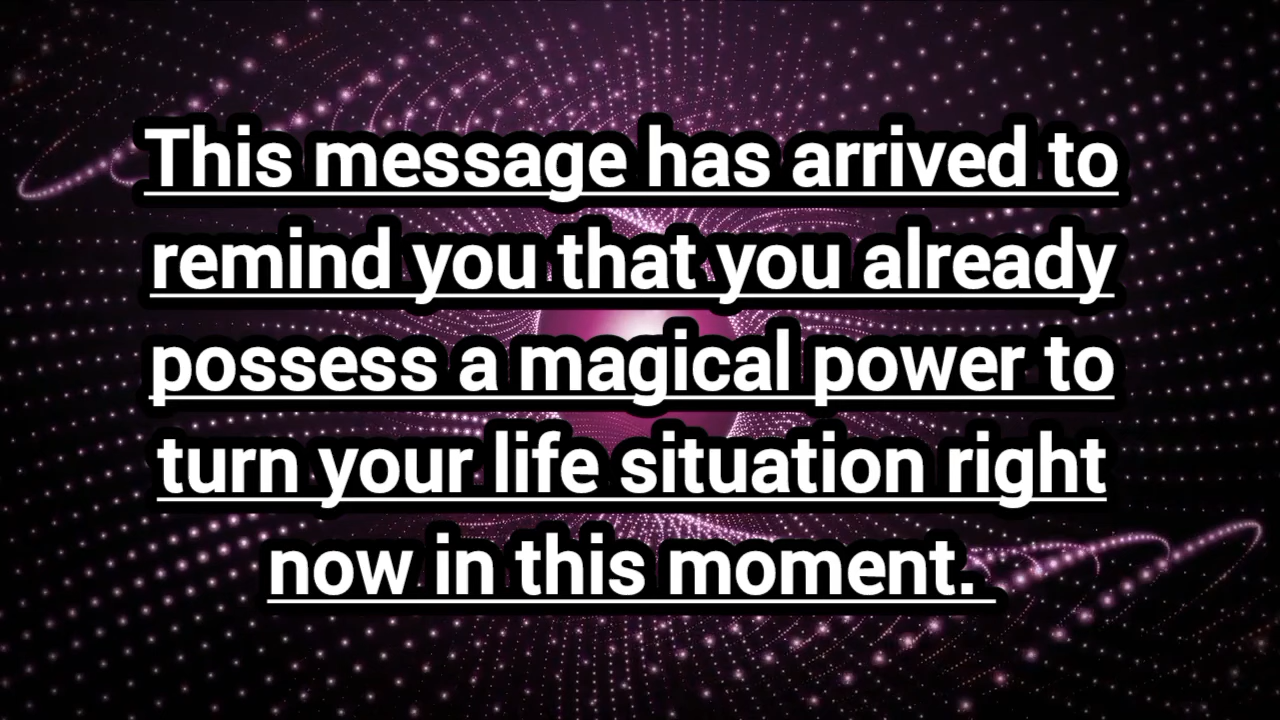 This message has arrived to
remind you that you already
possess a magical power to
turn your life situation right
now in this moment.